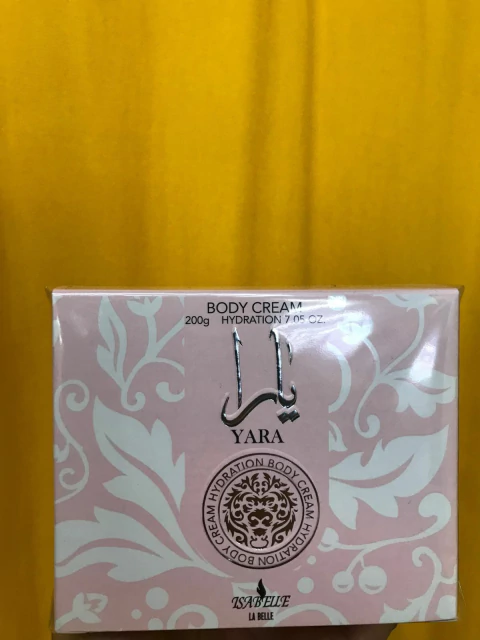 BODY CREAM
200g HYDRATION 7.05 OZ.
يارا
YARA
HYDRATION BODY CREAM HYDRATION BODY CREAM
ISABELLE
LA BELLE